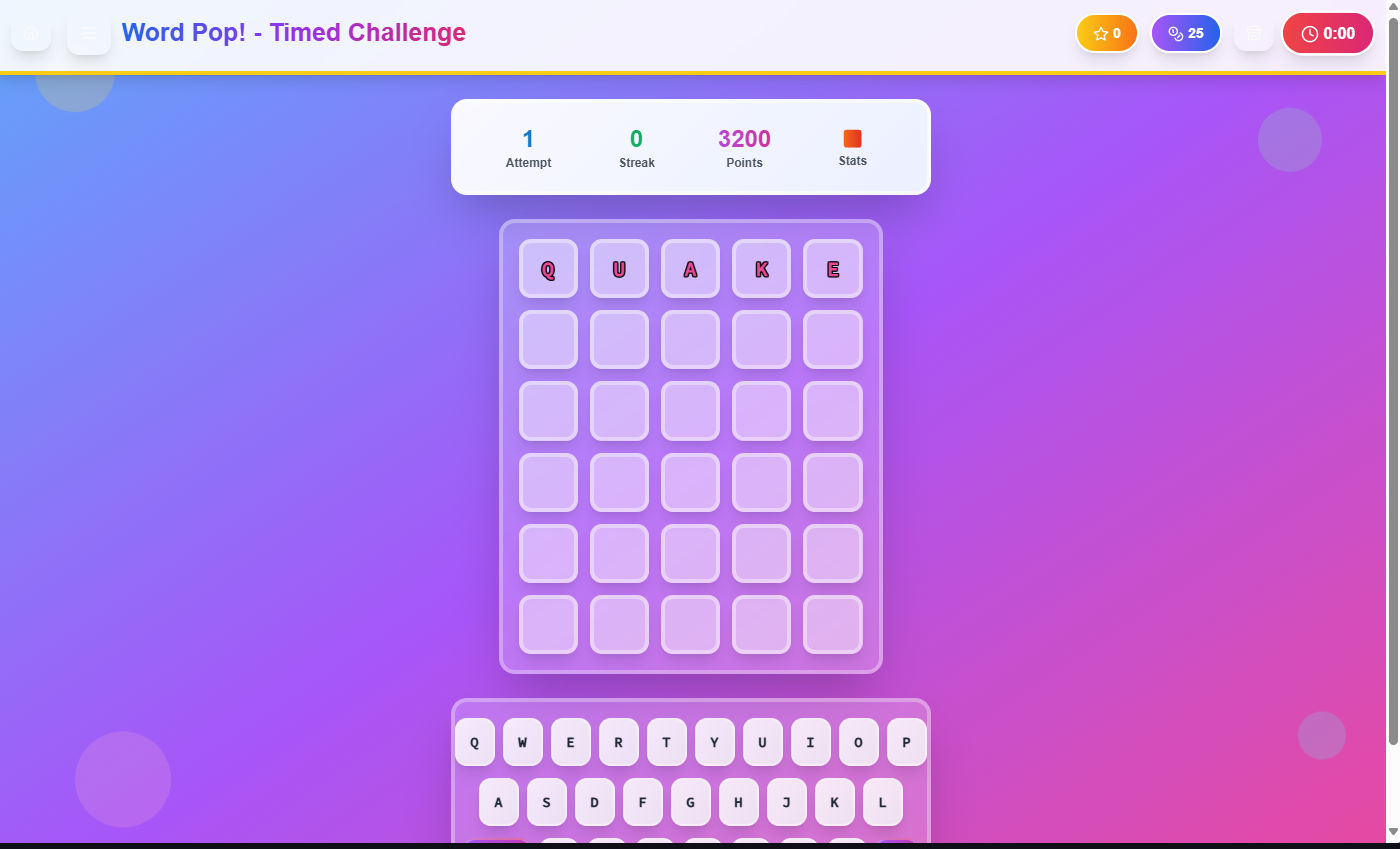 Word Pop! - Timed Challenge
0
25
0:00
1
Attempt
0
Streak
3200
Points
Stats
Q U A K E
Q W E R T Y U I O P
A S D F G H J K L